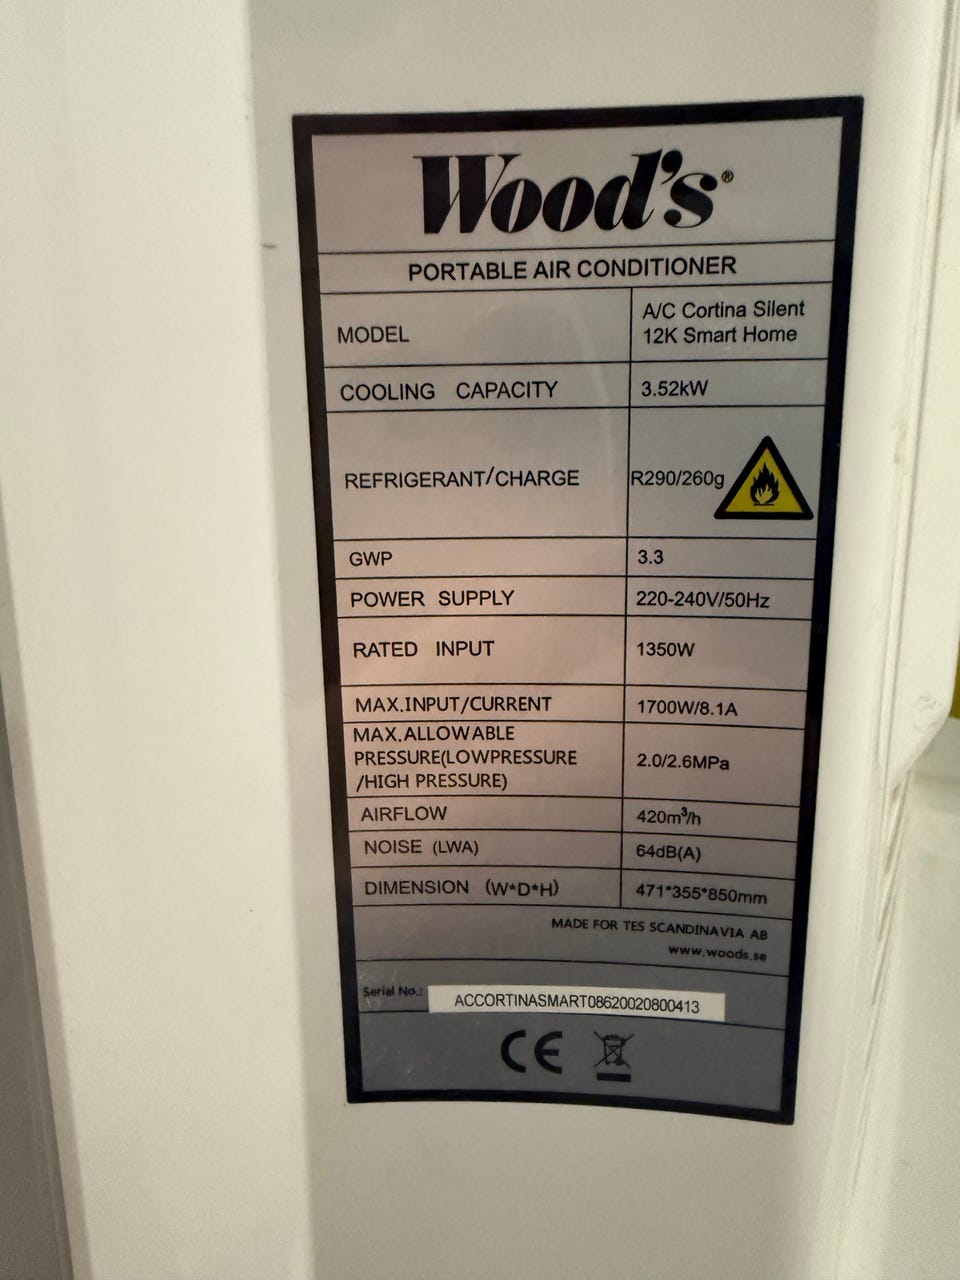 Wood's®
PORTABLE AIR CONDITIONER
MODEL
A/C Cortina Silent
12K Smart Home
COOLING CAPACITY 3.52kW
REFRIGERANT/CHARGE R290/260g
GWP 3.3
POWER SUPPLY 220-240V/50Hz
RATED INPUT 1350W
MAX.INPUT/CURRENT 1700W/8.1A
MAX.ALLOWABLE
PRESSURE(LOWPRESSURE
/HIGH PRESSURE)
2.0/2.6MPa
AIRFLOW 420m³/h
NOISE (LWA) 64dB(A)
DIMENSION (W*D*H) 471*355*850mm
MADE FOR TES SCANDINAVIA AB
www.woods.se
Serial No.: ACCORTINASMART08620020800413
CE